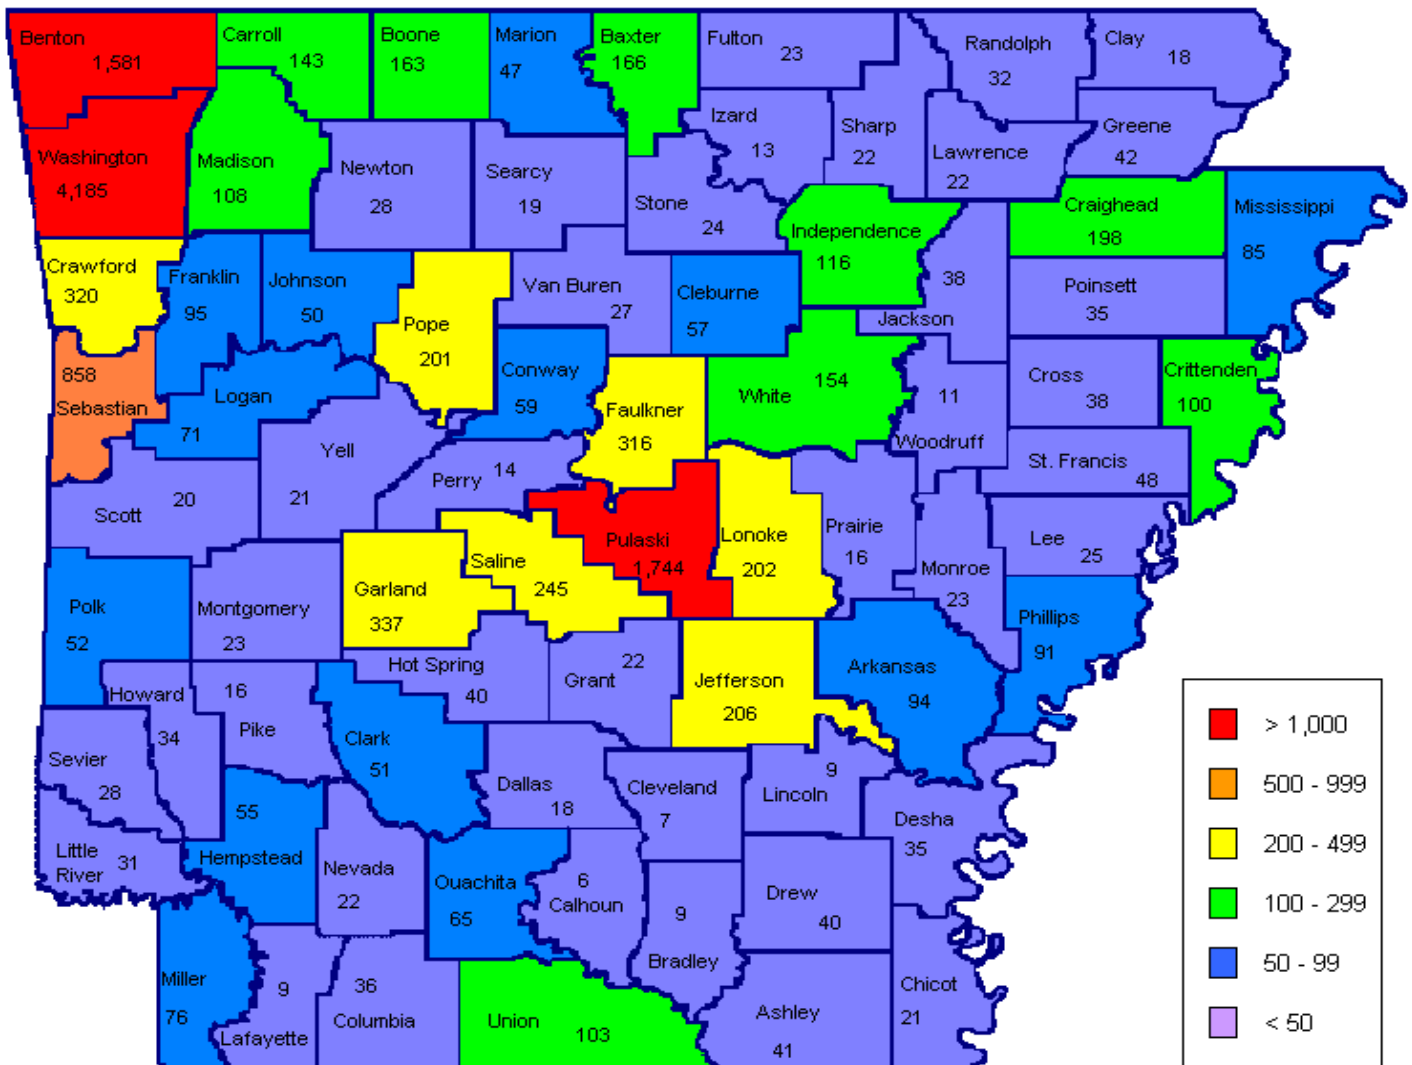 Benton
1,581
Carroll
143
Boone
163
Marion
47
Baxter
166
Fulton
23
Randolph
32
Clay
18
Washington
4,185
Madison
108
Newton
28
Searcy
19
Stone
24
Izard
13
Sharp
22
Lawrence
22
Greene
42
Independence
116
Craighead
198
Mississippi
85
Crawford
320
Franklin
95
Johnson
50
Pope
201
Van Buren
27
Cleburne
57
38
Jackson
Poinsett
35
858
Sebastian
Logan
71
Conway
59
Faulkner
316
White
154
11
Woodruff
Cross
38
Crittenden
100
Scott
20
Yell
21
Perry
14
St. Francis
48
Pulaski
1,744
Lonoke
202
Prairie
16
Monroe
23
Lee
25
Phillips
91
Polk
52
Montgomery
23
Garland
337
Saline
245
Hot Spring
40
Grant
22
Jefferson
206
Arkansas
94
Howard
34
16
Pike
Clark
51
Sevier
28
Little
River
31
55
Hempstead
Nevada
22
Dallas
18
Cleveland
7
9
Lincoln
Desha
35
Ouachita
65
6
Calhoun
9
Bradley
Drew
40
Miller
76
9
Lafayette
36
Columbia
Union
103
Ashley
41
Chicot
21
> 1,000
500 - 999
200 - 499
100 - 299
50 - 99
< 50